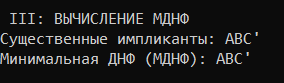 III: ВЫЧИСЛЕНИЕ МДНФ
Существенные импликанты: ABC'
Минимальная ДНФ (МДНФ): ABC'